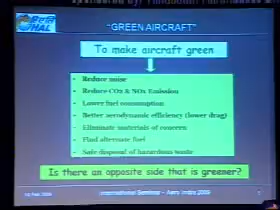 HAL
"GREEN AIRCRAFT"
To make aircraft green
Reduce noise
Reduce CO2 & NOx Emission
Lower fuel consumption
Better aerodynamic efficiency (lower drag)
Eliminate materials of concern
Find alternate fuel
Safe disposal of hazardous waste
Is there an opposite side that is greener?
International Seminar - Aero India 2009